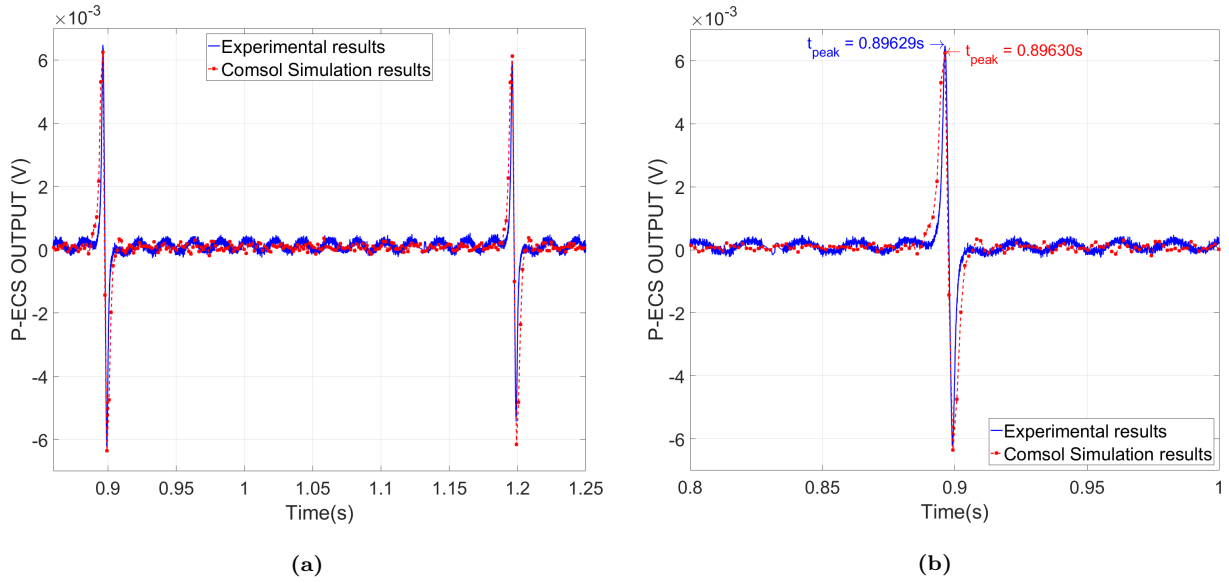 ×10⁻³
6
4
2
0
-2
-4
-6
P-ECS OUTPUT (V)
Experimental results
Comsol Simulation results
0.9
0.95
1
1.05
1.1
1.15
1.2
1.25
Time(s)
(a)
×10⁻³
6
4
2
0
-2
-4
-6
P-ECS OUTPUT (V)
t_peak = 0.89629s
t_peak = 0.89630s
Experimental results
Comsol Simulation results
0.8
0.85
0.9
0.95
1
Time(s)
(b)